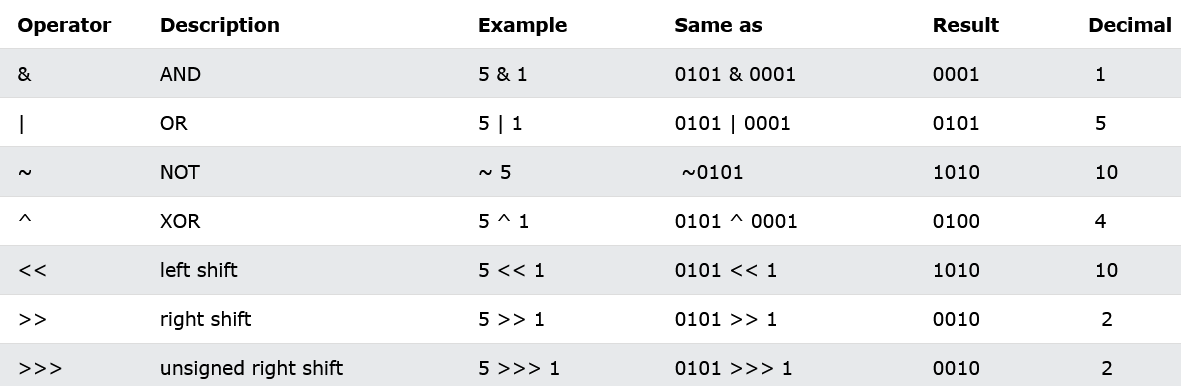 Operator Description Example Same as Result Decimal
& AND 5 & 1 0101 & 0001 0001 1
| OR 5 | 1 0101 | 0001 0101 5
~ NOT ~ 5 ~0101 1010 10
^ XOR 5 ^ 1 0101 ^ 0001 0100 4
<< left shift 5 << 1 0101 << 1 1010 10
>> right shift 5 >> 1 0101 >> 1 0010 2
>>> unsigned right shift 5 >>> 1 0101 >>> 1 0010 2